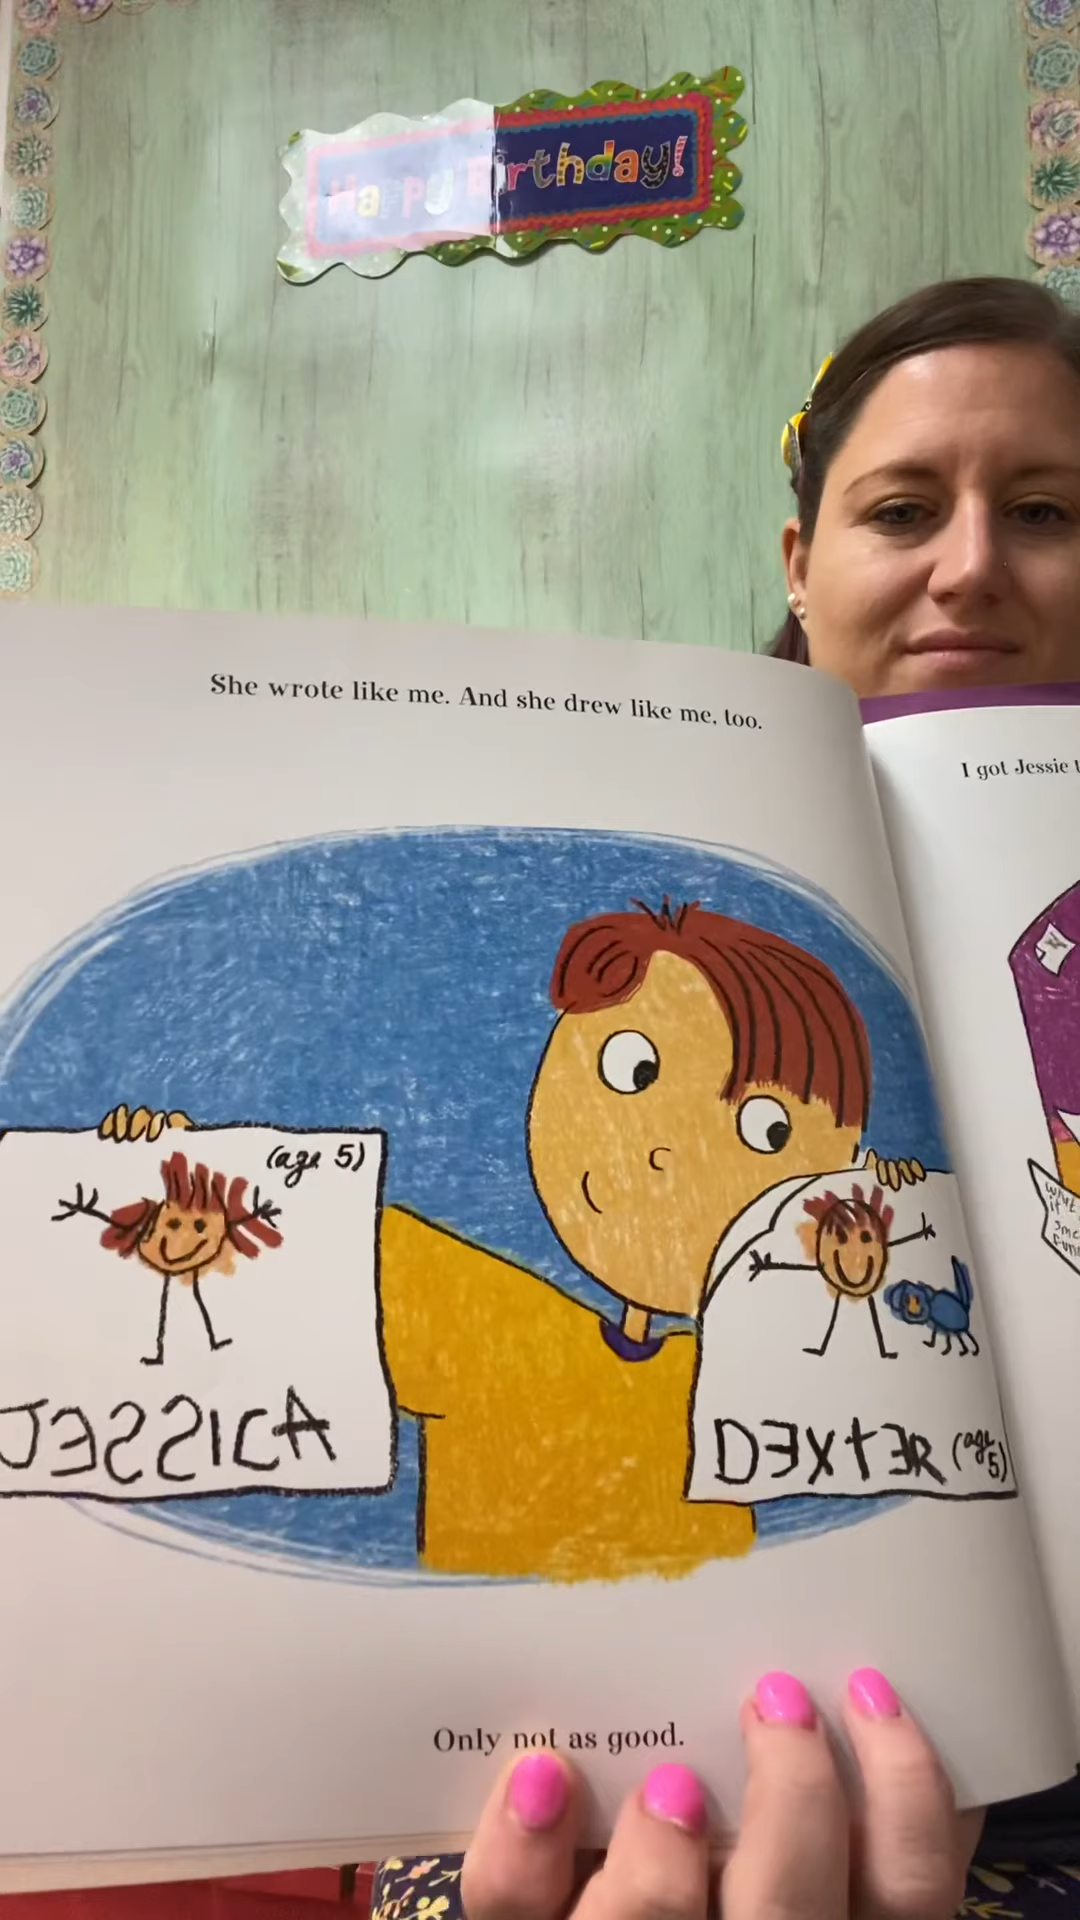 Happy Birthday!
She wrote like me. And she drew like me, too.
I got Jessie
(age 5)
JESSICA
DEXTER (age 5)
Only not as good.